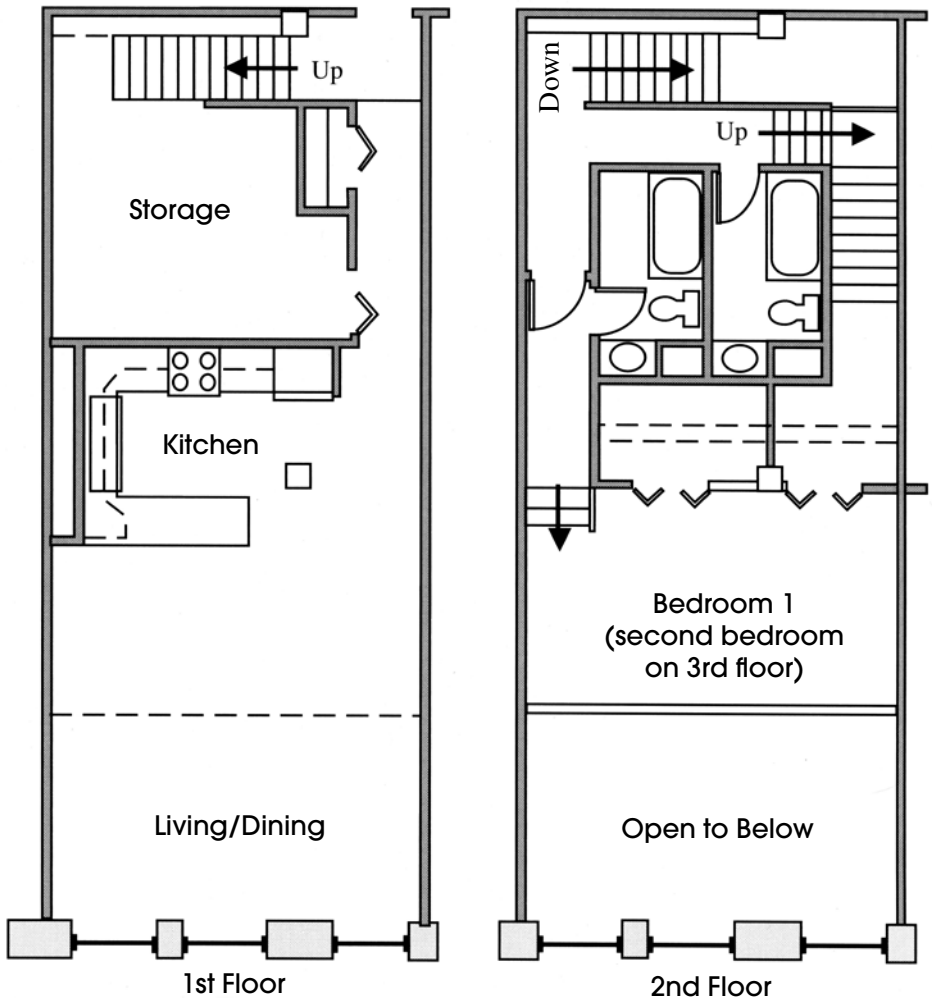 Up
Storage
Kitchen
Living/Dining
1st Floor
Down
Up
Bedroom 1
(second bedroom
on 3rd floor)
Open to Below
2nd Floor